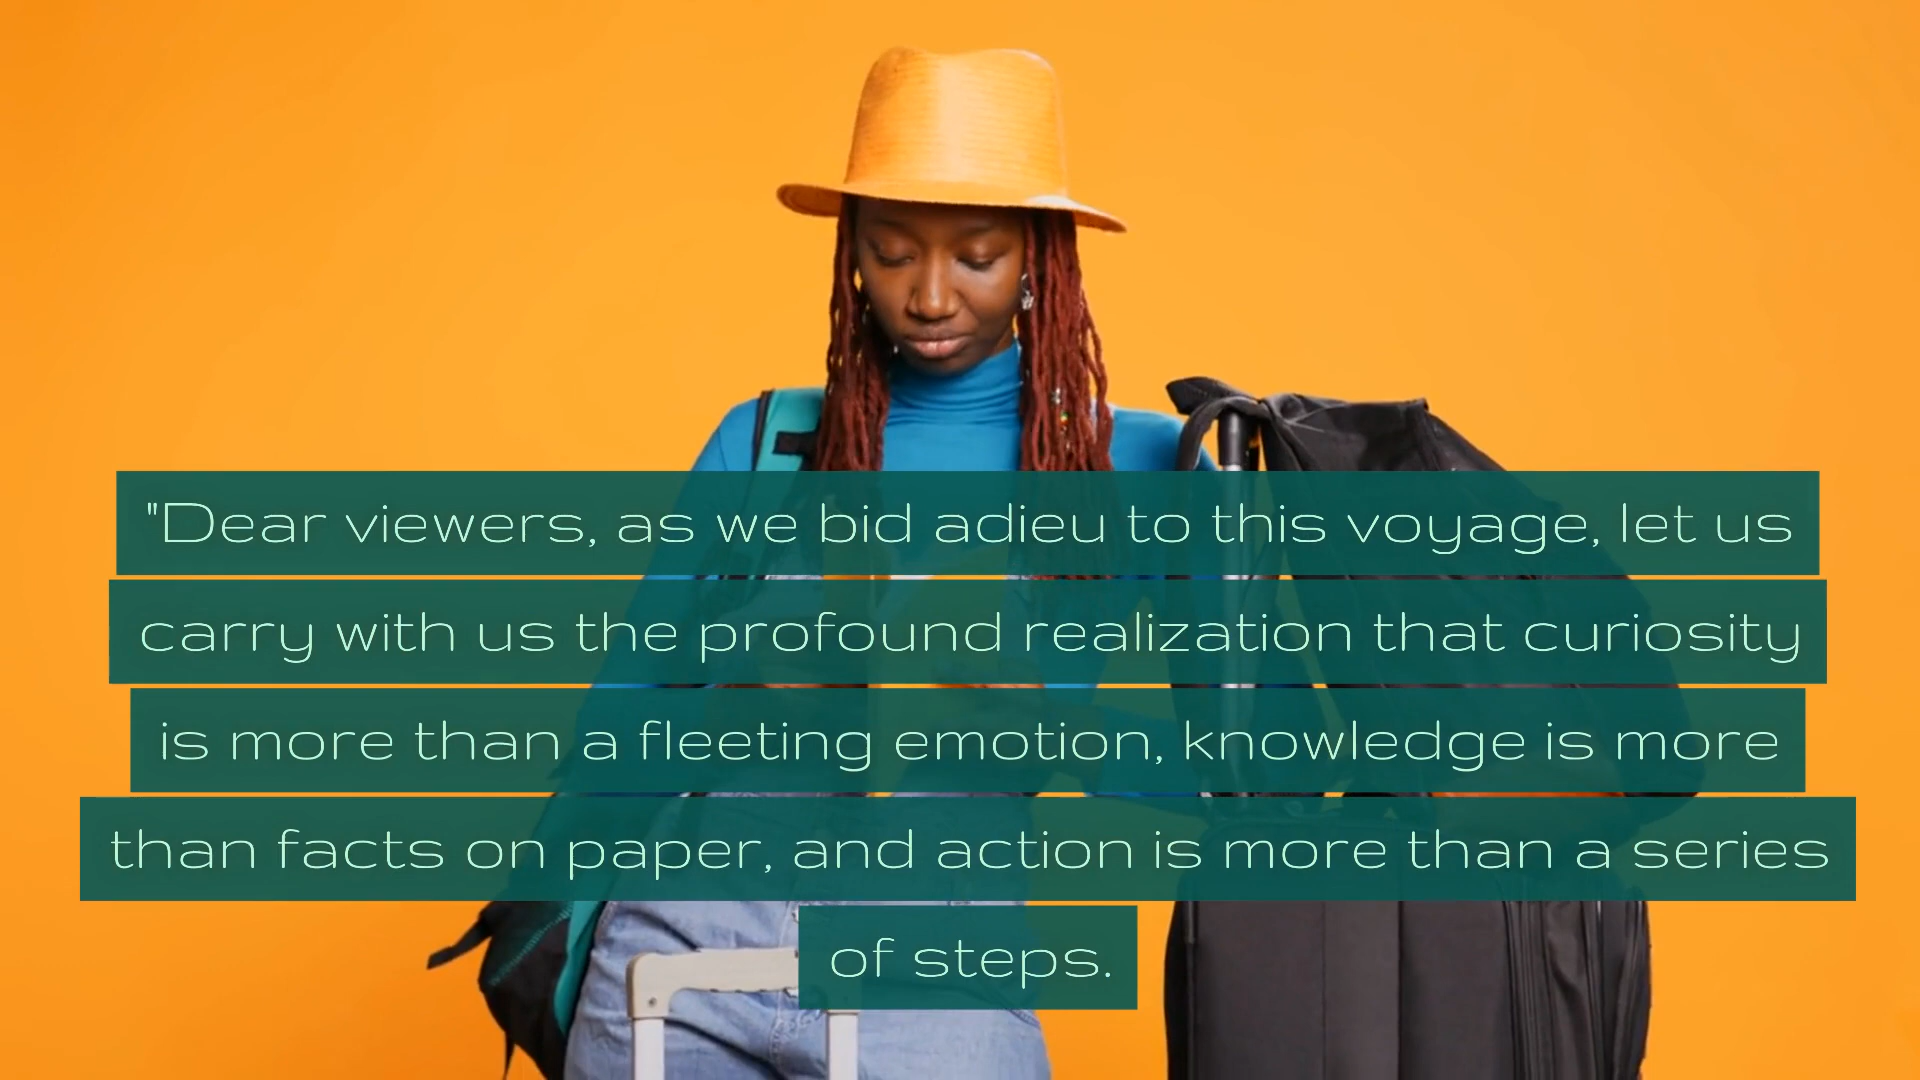 "Dear viewers, as we bid adieu to this voyage, let us
carry with us the profound realization that curiosity
is more than a fleeting emotion, knowledge is more
than facts on paper, and action is more than a series
of steps.